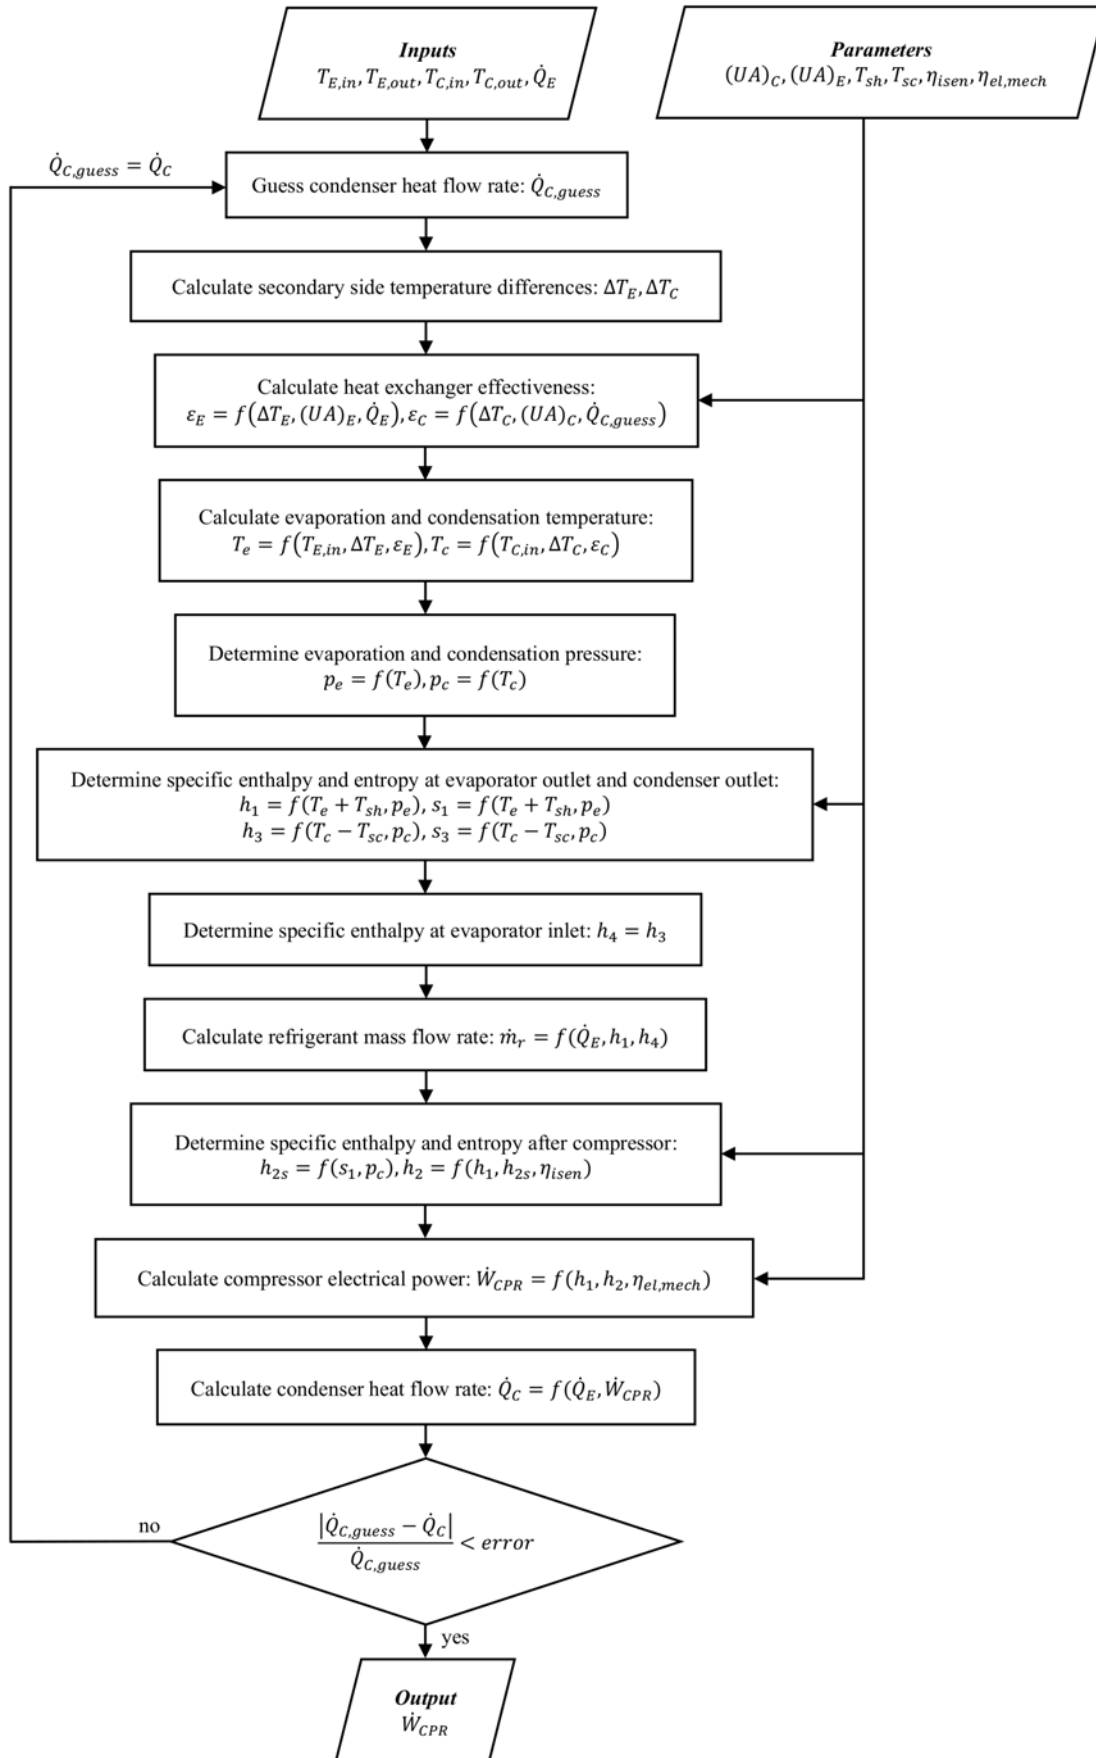 Inputs
T_{E,in}, T_{E,out}, T_{C,in}, T_{C,out}, Q̇_E
Parameters
(UA)_C, (UA)_E, T_{sh}, T_{sc}, η_{isen}, η_{el,mech}
Q̇_{C,guess} = Q̇_C
Guess condenser heat flow rate: Q̇_{C,guess}
Calculate secondary side temperature differences: ΔT_E, ΔT_C
Calculate heat exchanger effectiveness:
ε_E = f(ΔT_E, (UA)_E, Q̇_E), ε_C = f(ΔT_C, (UA)_C, Q̇_{C,guess})
Calculate evaporation and condensation temperature:
T_e = f(T_{E,in}, ΔT_E, ε_E), T_c = f(T_{C,in}, ΔT_C, ε_C)
Determine evaporation and condensation pressure:
p_e = f(T_e), p_c = f(T_c)
Determine specific enthalpy and entropy at evaporator outlet and condenser outlet:
h_1 = f(T_e + T_{sh}, p_e), s_1 = f(T_e + T_{sh}, p_e)
h_3 = f(T_c − T_{sc}, p_c), s_3 = f(T_c − T_{sc}, p_c)
Determine specific enthalpy at evaporator inlet: h_4 = h_3
Calculate refrigerant mass flow rate: ṁ_r = f(Q̇_E, h_1, h_4)
Determine specific enthalpy and entropy after compressor:
h_{2s} = f(s_1, p_c), h_2 = f(h_1, h_{2s}, η_{isen})
Calculate compressor electrical power: Ẇ_{CPR} = f(h_1, h_2, η_{el,mech})
Calculate condenser heat flow rate: Q̇_C = f(Q̇_E, Ẇ_{CPR})
no
|Q̇_{C,guess} − Q̇_C| / Q̇_{C,guess} < error
yes
Output
Ẇ_{CPR}